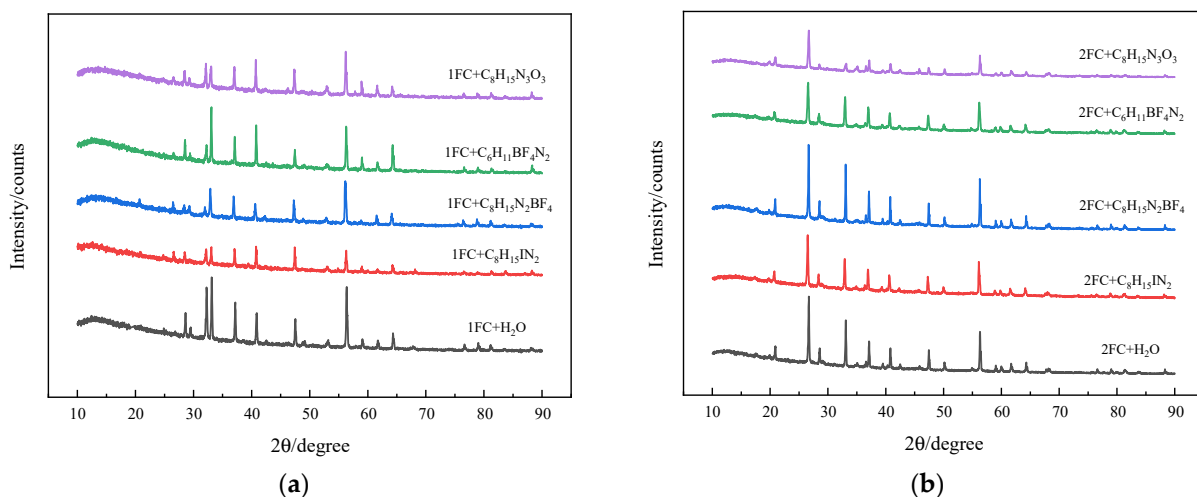 Intensity/counts
1FC+C₈H₁₅N₃O₃
1FC+C₆H₁₁BF₄N₂
1FC+C₈H₁₅N₂BF₄
1FC+C₈H₁₅IN₂
1FC+H₂O
10 20 30 40 50 60 70 80 90
2θ/degree
(a)
Intensity/counts
2FC+C₈H₁₅N₃O₃
2FC+C₆H₁₁BF₄N₂
2FC+C₈H₁₅N₂BF₄
2FC+C₈H₁₅IN₂
2FC+H₂O
10 20 30 40 50 60 70 80 90
2θ/degree
(b)